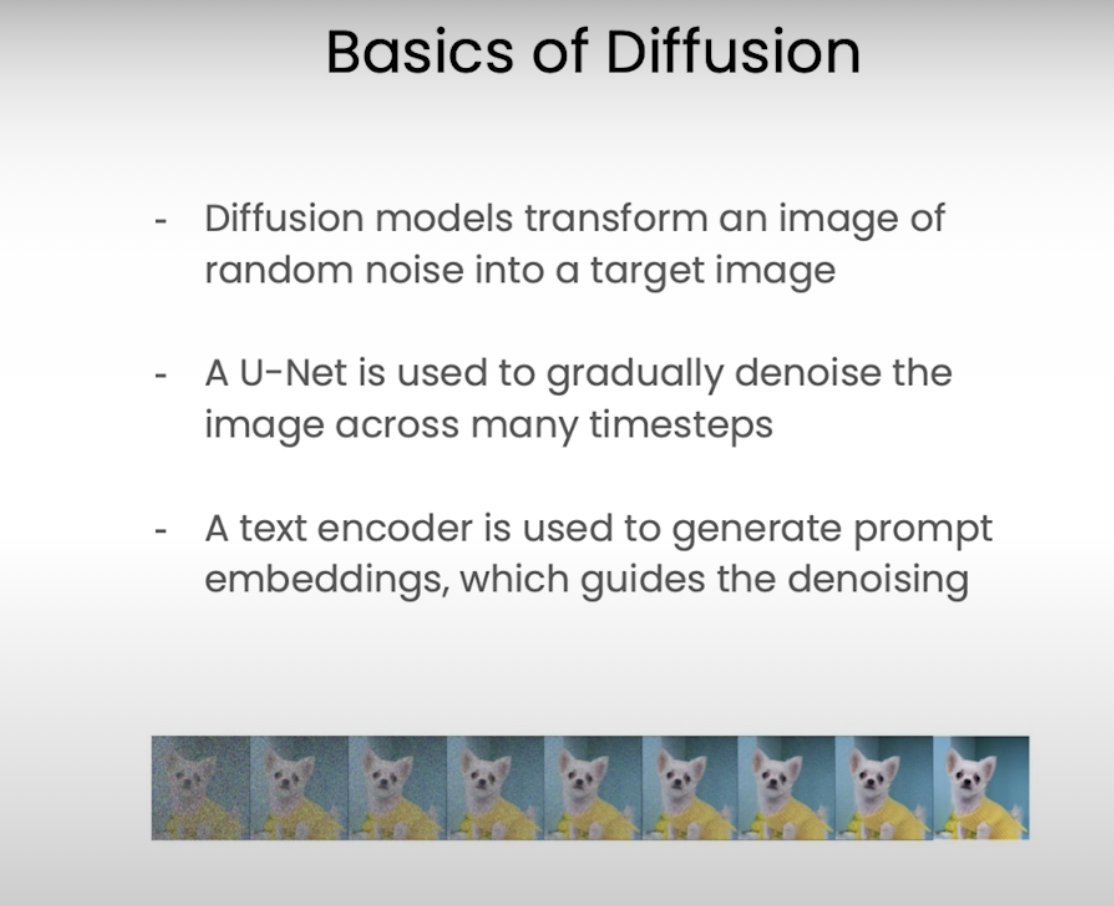 Basics of Diffusion
- Diffusion models transform an image of
random noise into a target image
- A U-Net is used to gradually denoise the
image across many timesteps
- A text encoder is used to generate prompt
embeddings, which guides the denoising